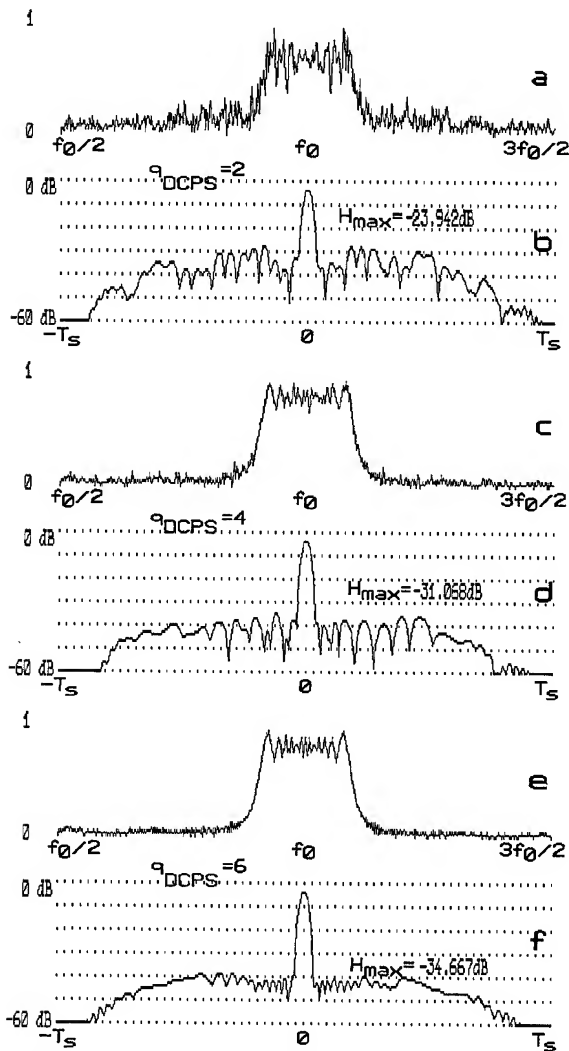 1
a
0
f0/2 f0 3f0/2
qDCPS=2
0 dB
Hmax=-23.942dB
b
-60 dB
-Ts 0 Ts
1
c
0
f0/2 f0 3f0/2
qDCPS=4
0 dB
Hmax=-31.068dB
d
-60 dB
-Ts 0 Ts
1
e
0
f0/2 f0 3f0/2
qDCPS=6
0 dB
f
Hmax=-34.667dB
-60 dB
-Ts 0 Ts